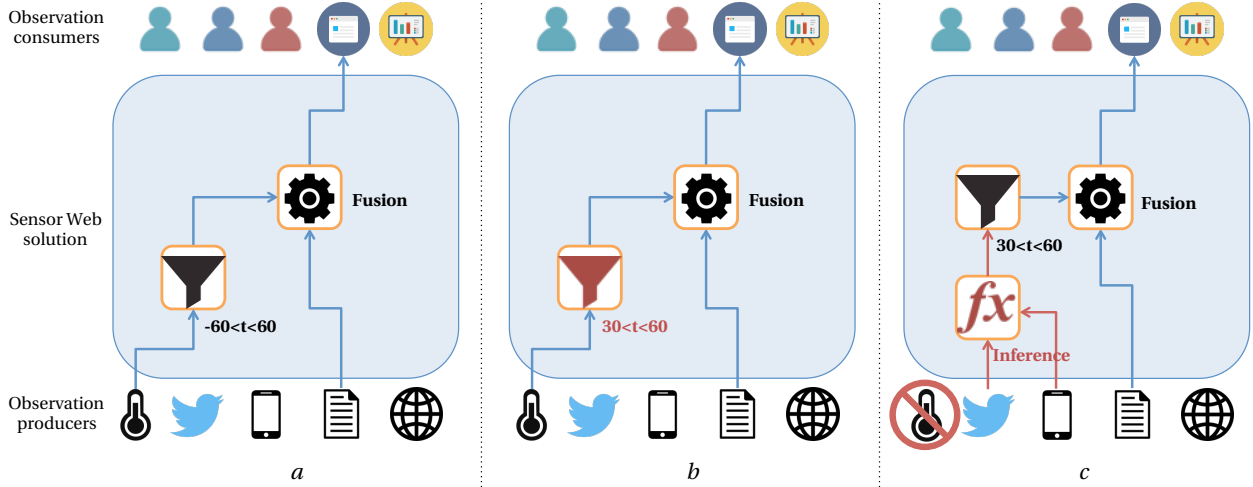 Observation
consumers
Sensor Web
solution
Observation
producers
Fusion
-60<t<60
a
Fusion
30<t<60
b
Fusion
30<t<60
fx
Inference
c